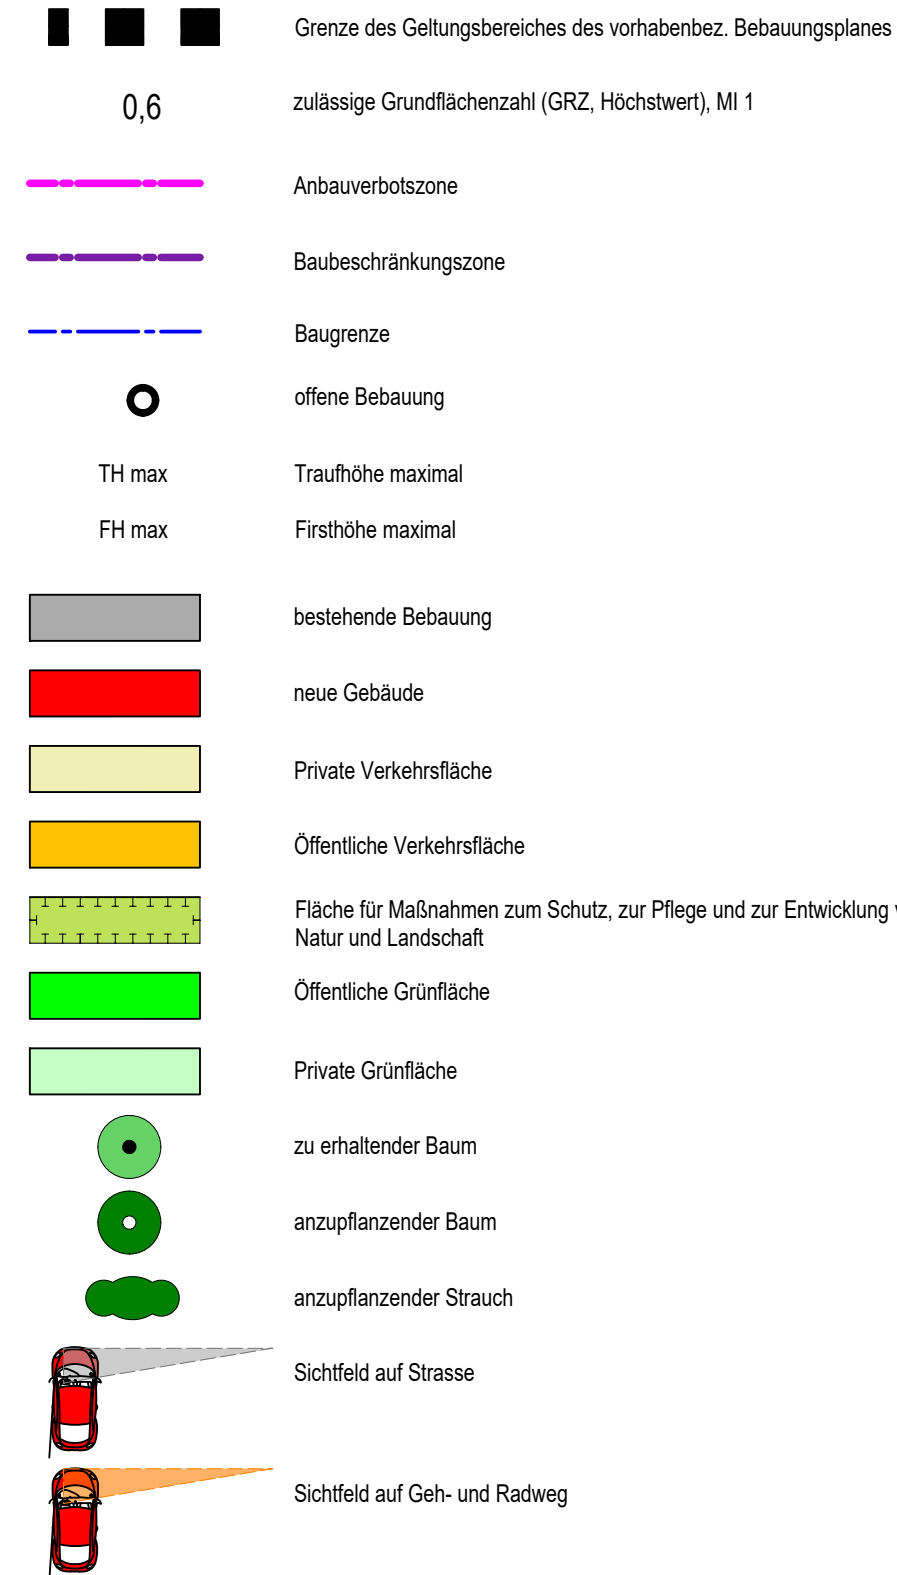 Grenze des Geltungsbereiches des vorhabenbez. Bebauungsplanes
0,6 zulässige Grundflächenzahl (GRZ, Höchstwert), MI 1
Anbauverbotszone
Baubeschränkungszone
Baugrenze
offene Bebauung
TH max Traufhöhe maximal
FH max Firsthöhe maximal
bestehende Bebauung
neue Gebäude
Private Verkehrsfläche
Öffentliche Verkehrsfläche
Fläche für Maßnahmen zum Schutz, zur Pflege und zur Entwicklung
Natur und Landschaft
Öffentliche Grünfläche
Private Grünfläche
zu erhaltender Baum
anzupflanzender Baum
anzupflanzender Strauch
Sichtfeld auf Strasse
Sichtfeld auf Geh- und Radweg